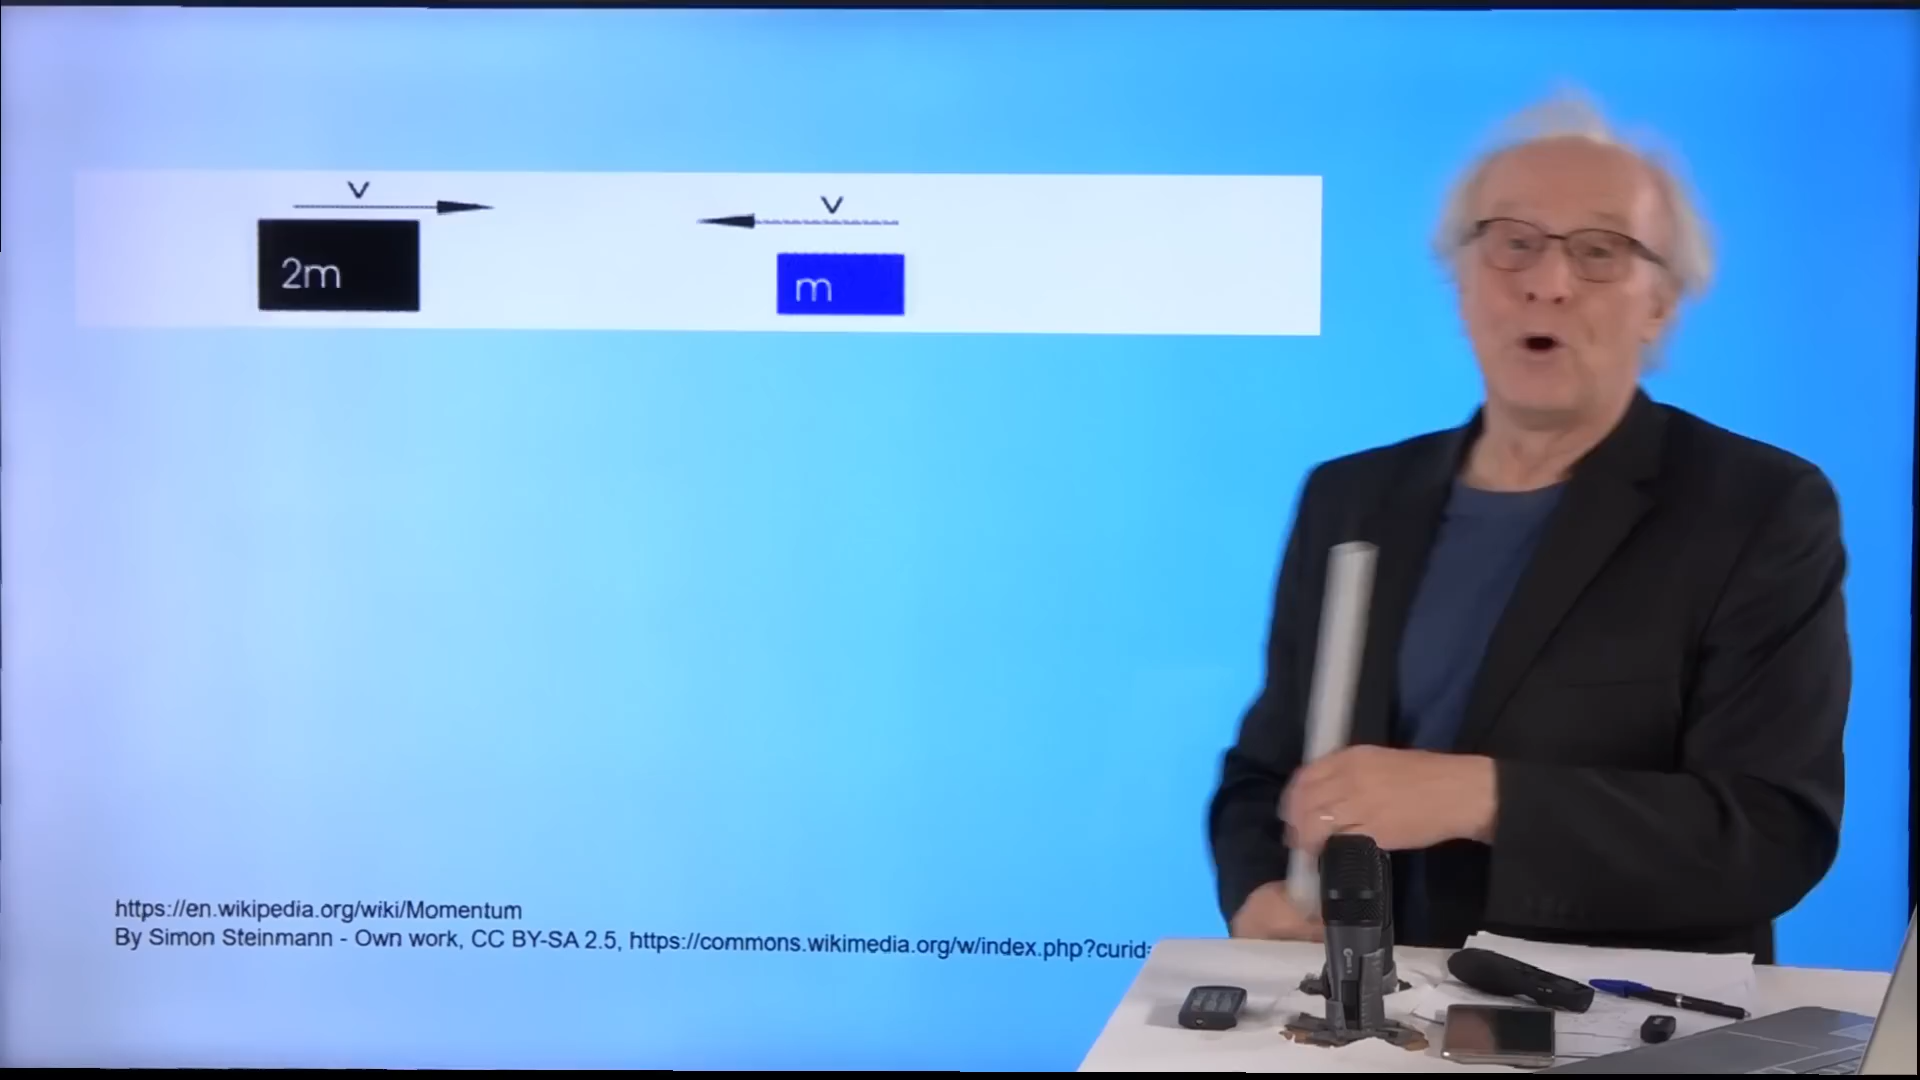 v
v
2m
m
https://en.wikipedia.org/wiki/Momentum
By Simon Steinmann - Own work, CC BY-SA 2.5, https://commons.wikimedia.org/w/index.php?curid=